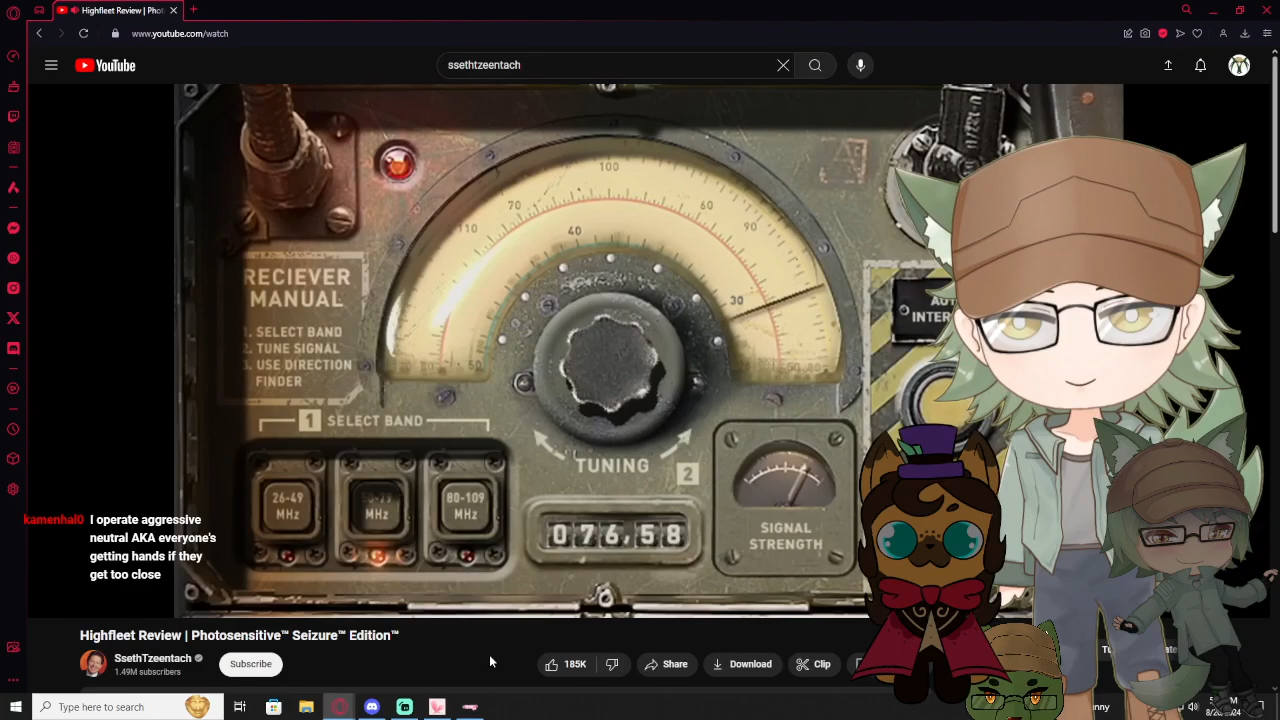 Highfleet Review | Phot
www.youtube.com/watch
YouTube
ssethtzeentach
100
70
60
110
90
40
30
50
RECIEVER
MANUAL
1. SELECT BAND
2. TUNE SIGNAL
3. USE DIRECTION
FINDER
1 SELECT BAND
26-49
MHz
MHz
80-109
MHz
TUNING
2
076,58
SIGNAL
STRENGTH
kamenhal0 I operate aggressive
neutral AKA everyone's
getting hands if they
get too close
Highfleet Review | Photosensitive™ Seizure™ Edition™
SsethTzeentach
1.49M subscribers
Subscribe
185K
Share
Download
Clip
Type here to search